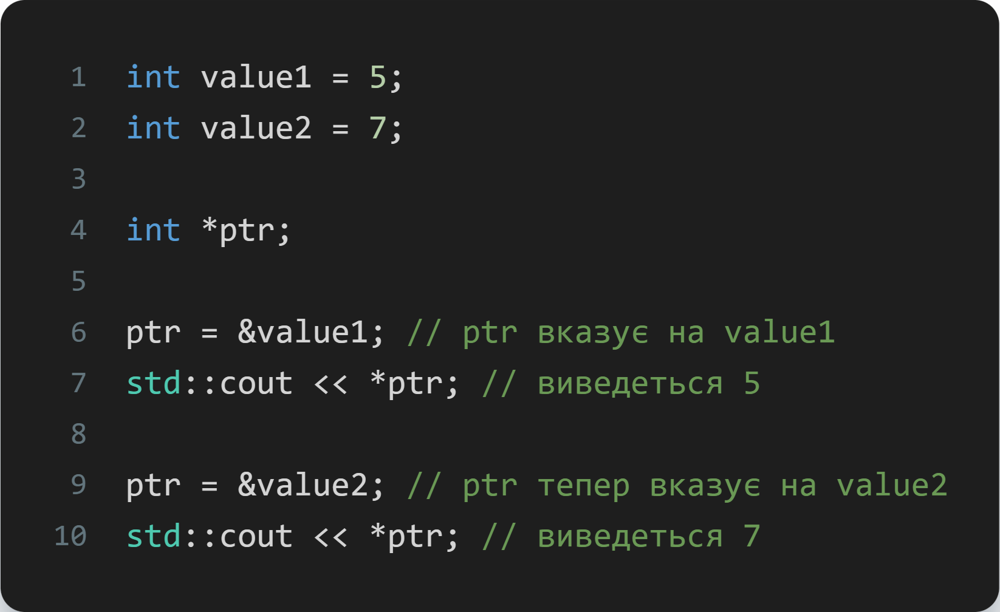 1 int value1 = 5;
2 int value2 = 7;
3
4 int *ptr;
5
6 ptr = &value1; // ptr вказує на value1
7 std::cout << *ptr; // виведеться 5
8
9 ptr = &value2; // ptr тепер вказує на value2
10 std::cout << *ptr; // виведеться 7